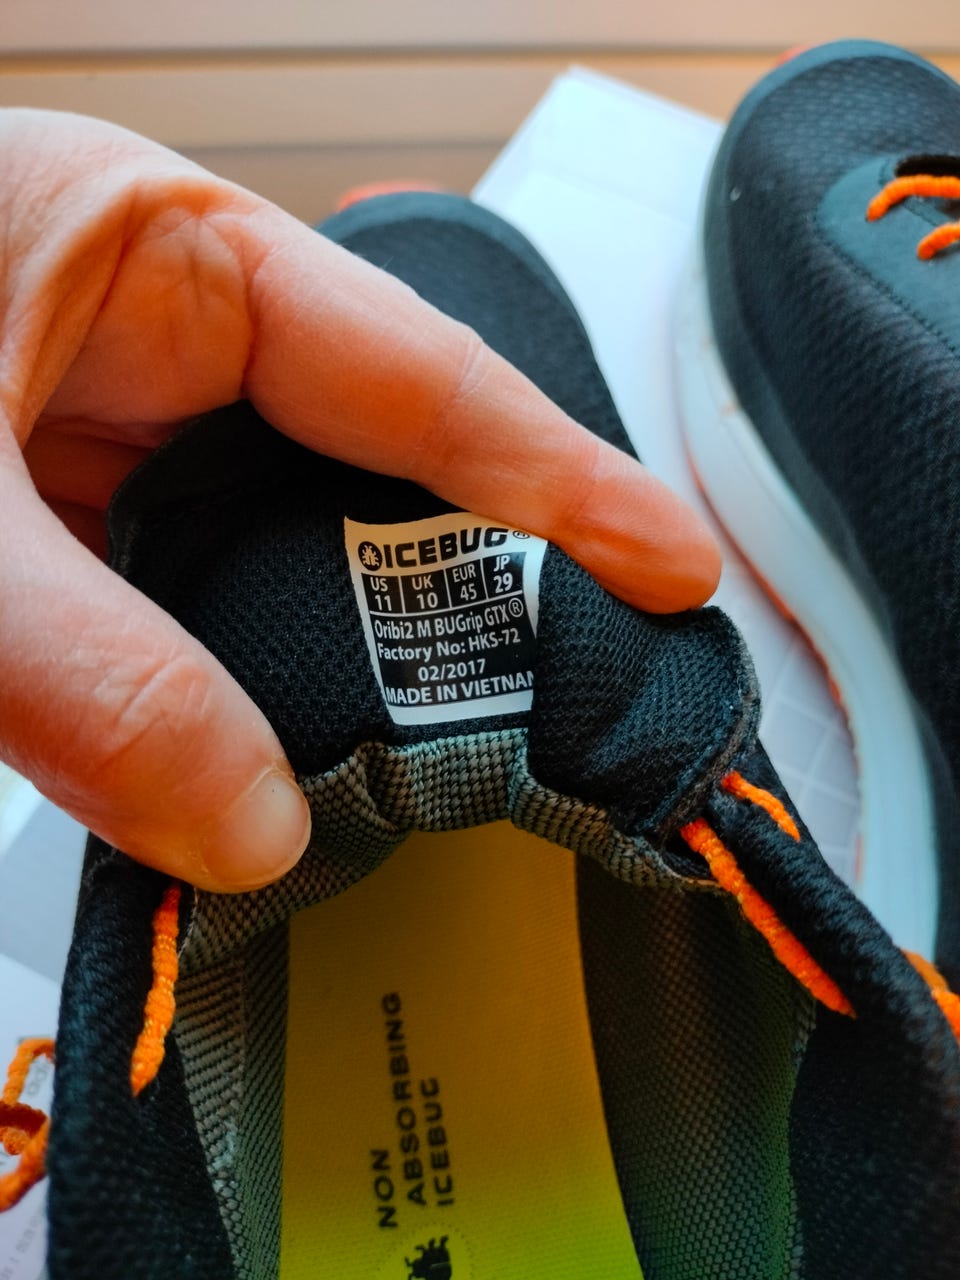 ICEBUG®
US UK EUR JP
11 10 45 29
Oribi2 M BUGrip GTX®
Factory No: HKS-72
02/2017
MADE IN VIETNAM
NON
ABSORBING
ICEBUG